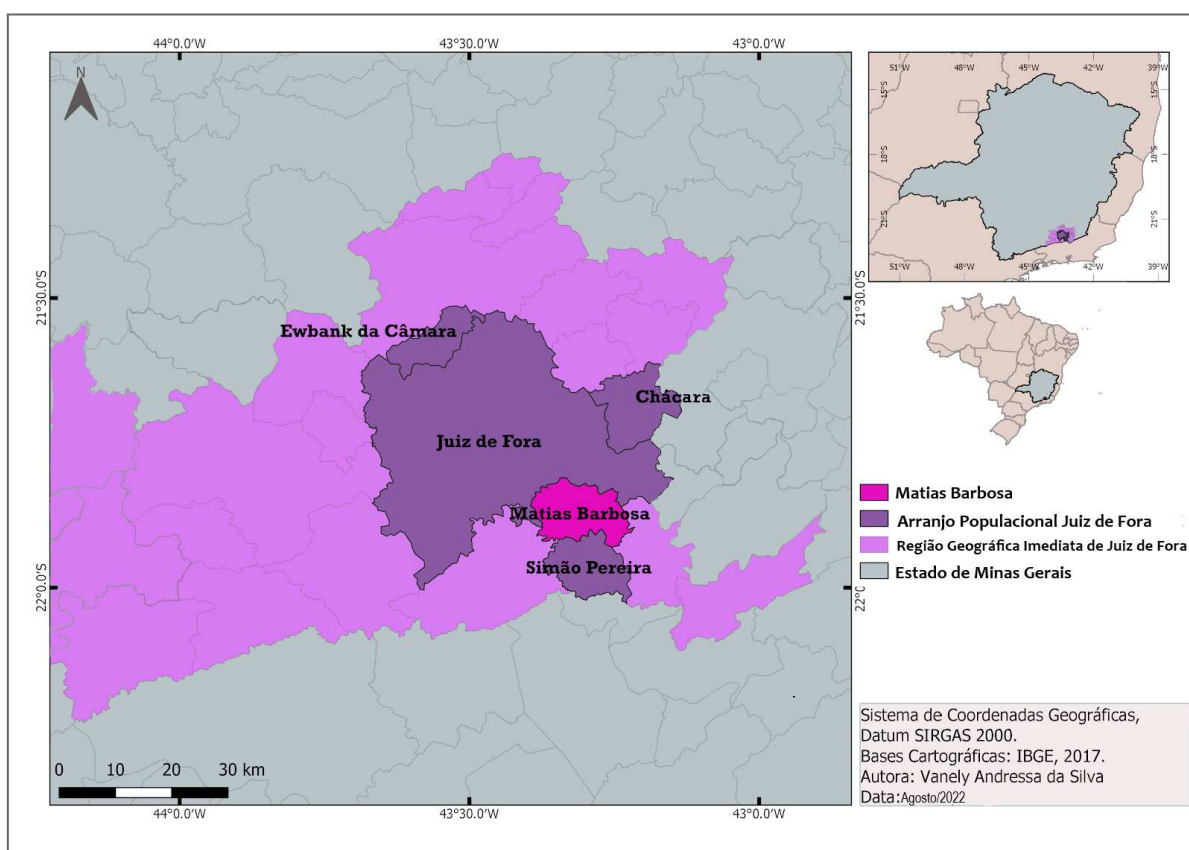 44°0.0'W 43°30.0'W 43°0.0'W
N
21°30.0'S
22°0.0'S
Ewbank da Câmara
Chácara
Juiz de Fora
Matias Barbosa
Simão Pereira
21°30.0'S
22°0
0 10 20 30 km
44°0.0'W 43°30.0'W 43°0.0'W
51°W 48°W 45°W 42°W 39°W
15°S 15°S
18°S 18°S
21°S 21°S
51°W 48°W 45°W 42°W 39°W
Matias Barbosa
Arranjo Populacional Juiz de Fora
Região Geográfica Imediata de Juiz de Fora
Estado de Minas Gerais
Sistema de Coordenadas Geográficas,
Datum SIRGAS 2000.
Bases Cartográficas: IBGE, 2017.
Autora: Vanely Andressa da Silva
Data:Agosto/2022